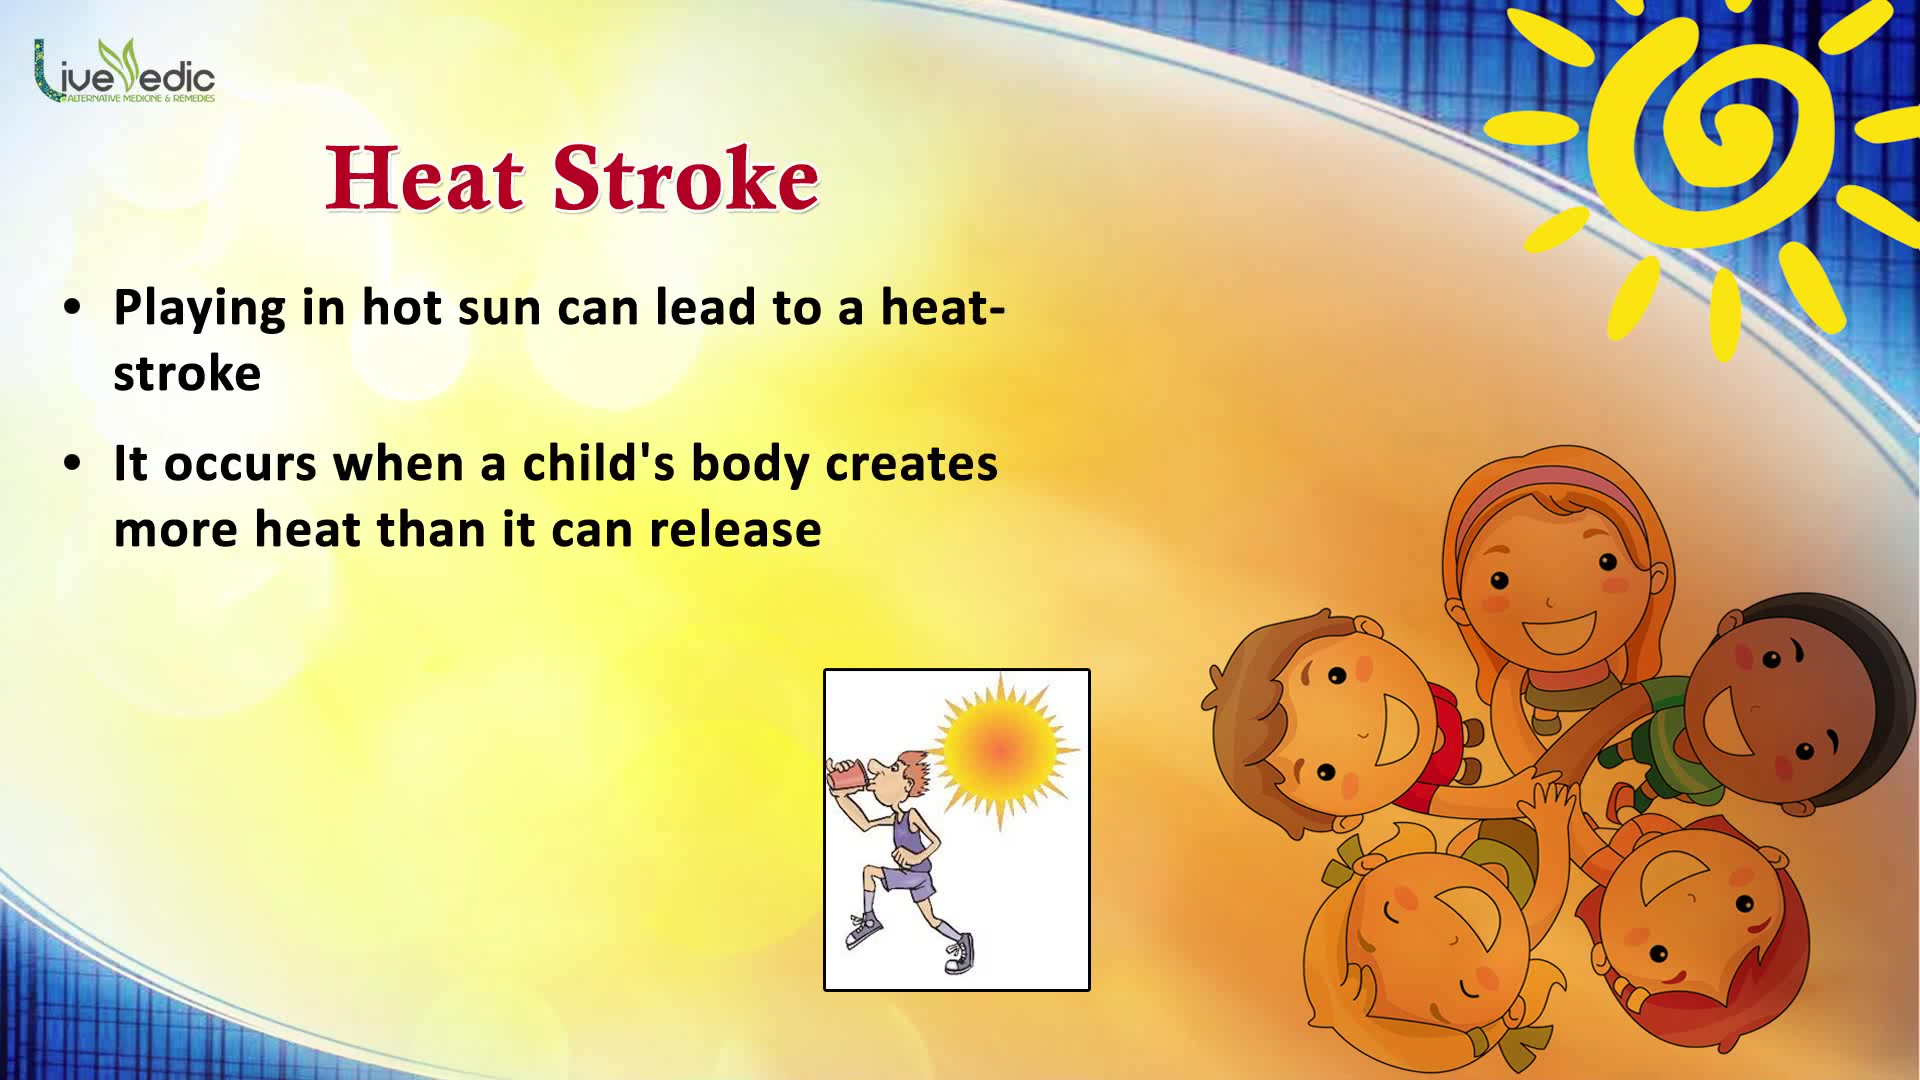 LiveVedic
ALTERNATIVE MEDICINE & REMEDIES
Heat Stroke
• Playing in hot sun can lead to a heat-
stroke
• It occurs when a child's body creates
more heat than it can release